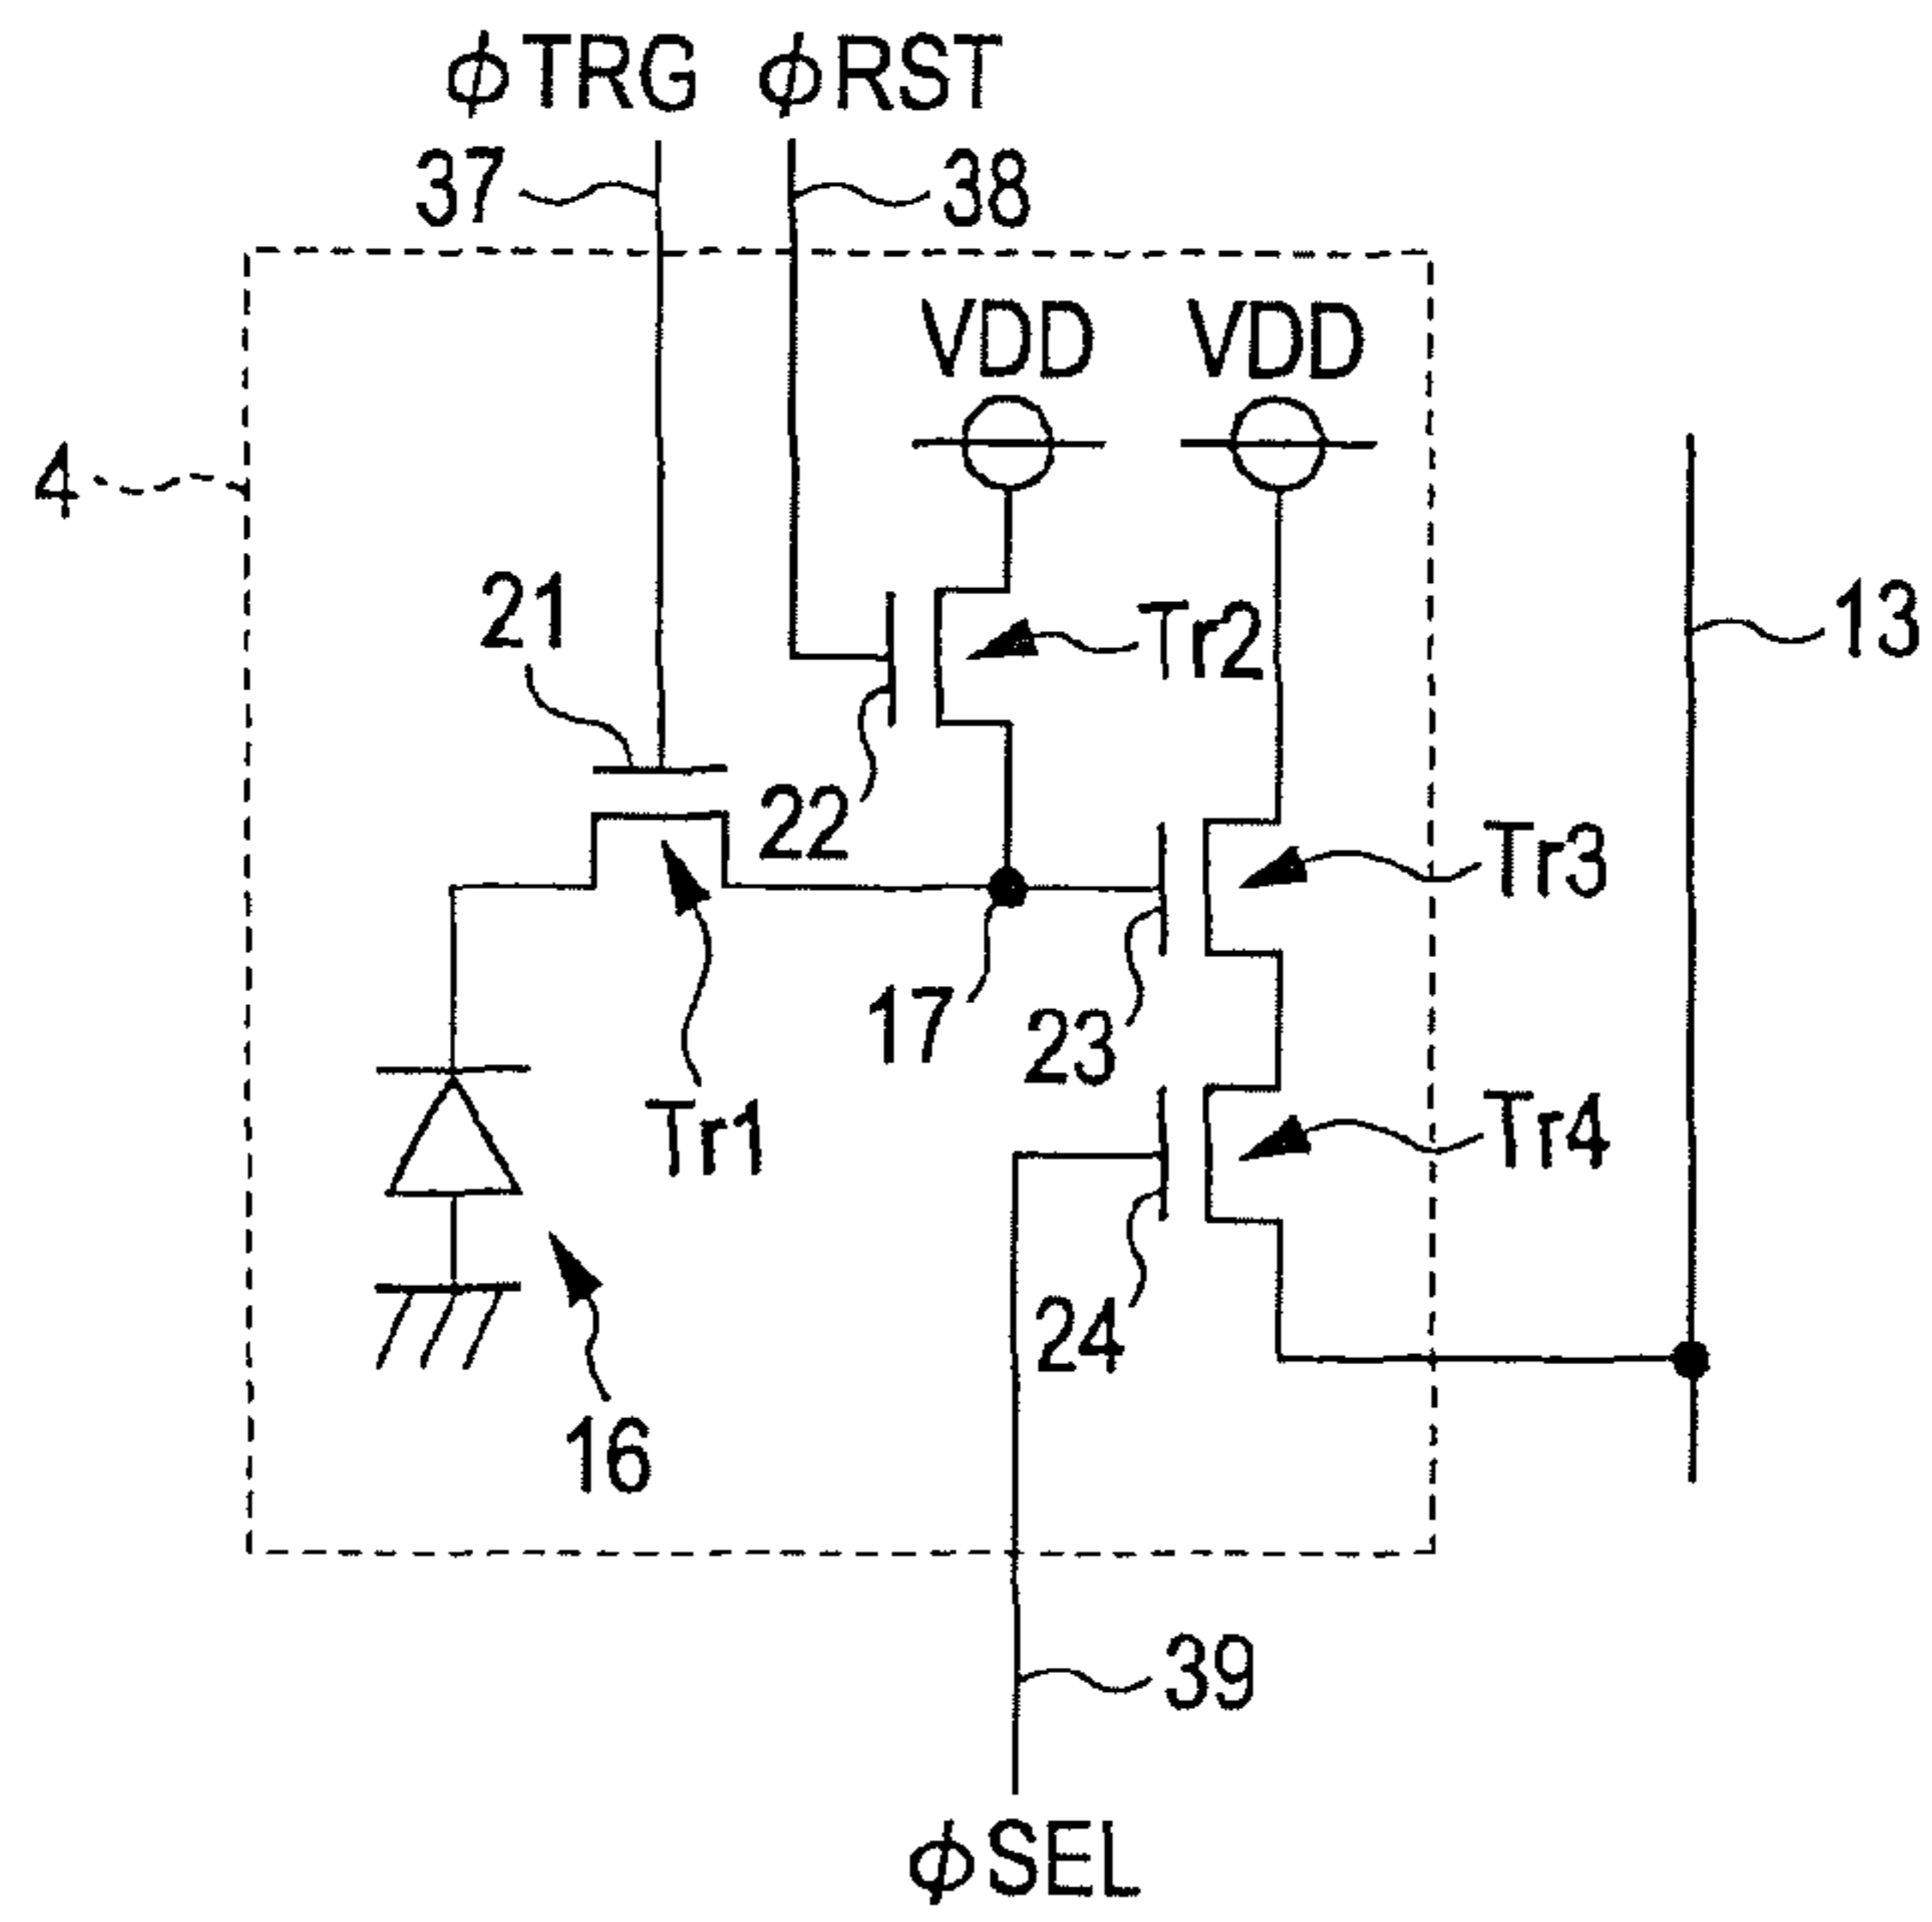 ϕTRG ϕRST
37 38
VDD VDD
4
21 Tr2 13
22 Tr3
17 23
Tr1 Tr4
24
16
39
ϕSEL